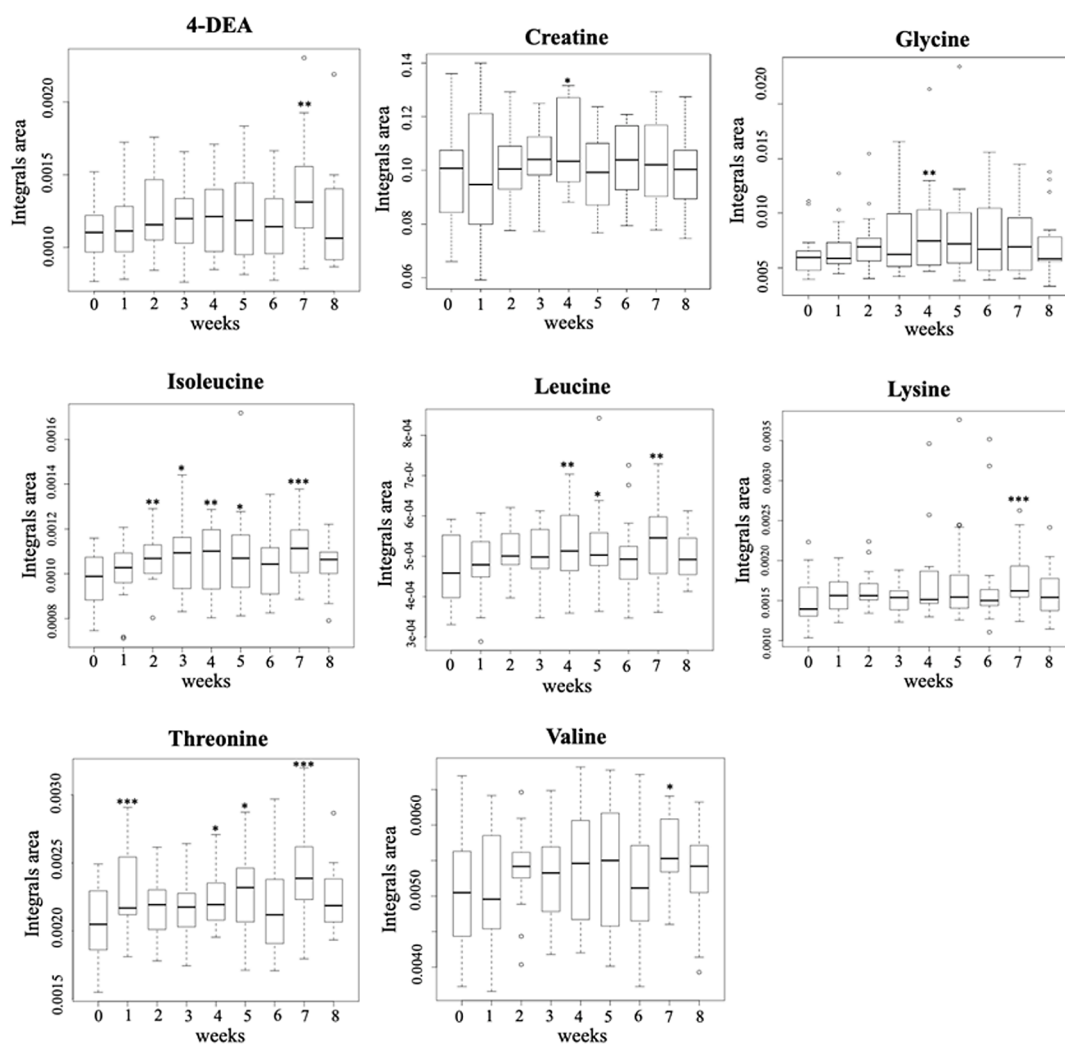 4-DEA
Integrals area
0.0020
0.0015
0.0010
**
0 1 2 3 4 5 6 7 8
weeks
Creatine
Integrals area
0.14
0.12
0.10
0.08
0.06
*
0 1 2 3 4 5 6 7 8
weeks
Glycine
Integrals area
0.020
0.015
0.010
0.005
**
0 1 2 3 4 5 6 7 8
weeks
Isoleucine
Integrals area
0.0016
0.0014
0.0012
0.0010
0.0008
** * ** * ***
0 1 2 3 4 5 6 7 8
weeks
Leucine
Integrals area
8e-04
7e-04
6e-04
5e-04
4e-04
3e-04
** * **
0 1 2 3 4 5 6 7 8
weeks
Lysine
Integrals area
0.0035
0.0030
0.0025
0.0020
0.0015
0.0010
***
0 1 2 3 4 5 6 7 8
weeks
Threonine
Integrals area
0.0030
0.0025
0.0020
0.0015
*** * * ***
0 1 2 3 4 5 6 7 8
weeks
Valine
Integrals area
0.0060
0.0050
0.0040
*
0 1 2 3 4 5 6 7 8
weeks